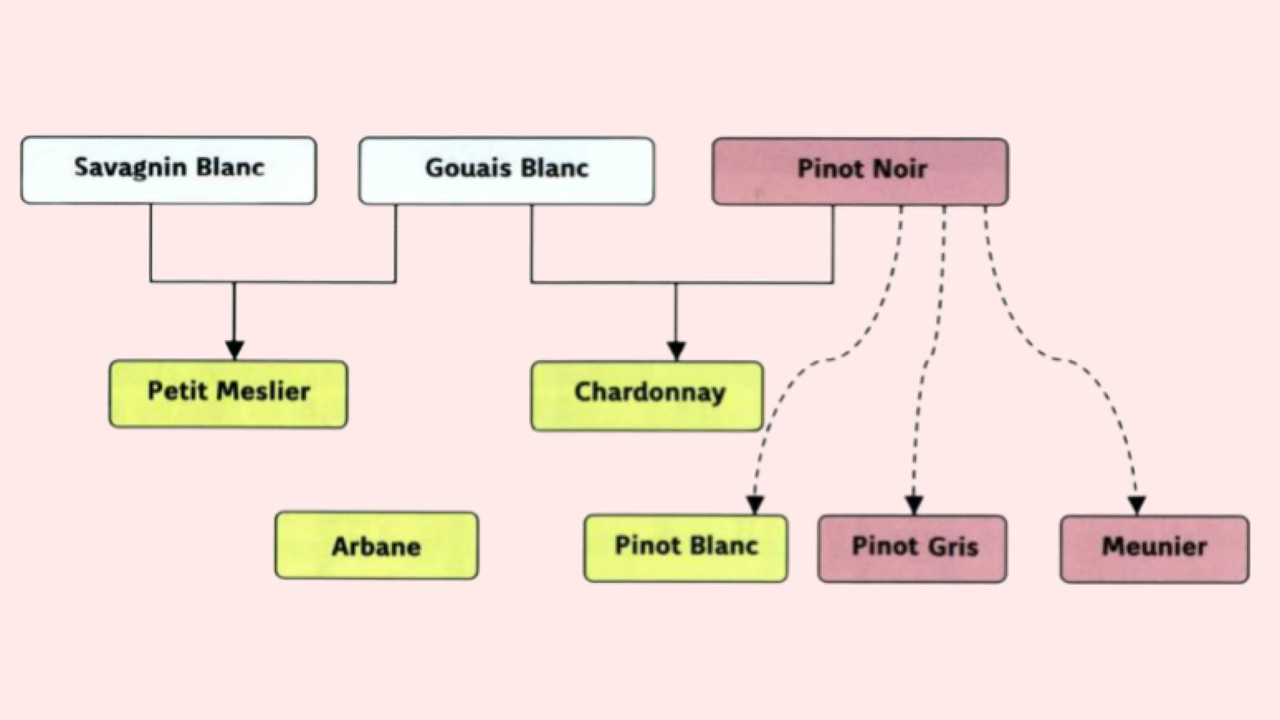 Savagnin Blanc
Gouais Blanc
Pinot Noir
Petit Meslier
Chardonnay
Arbane
Pinot Blanc
Pinot Gris
Meunier